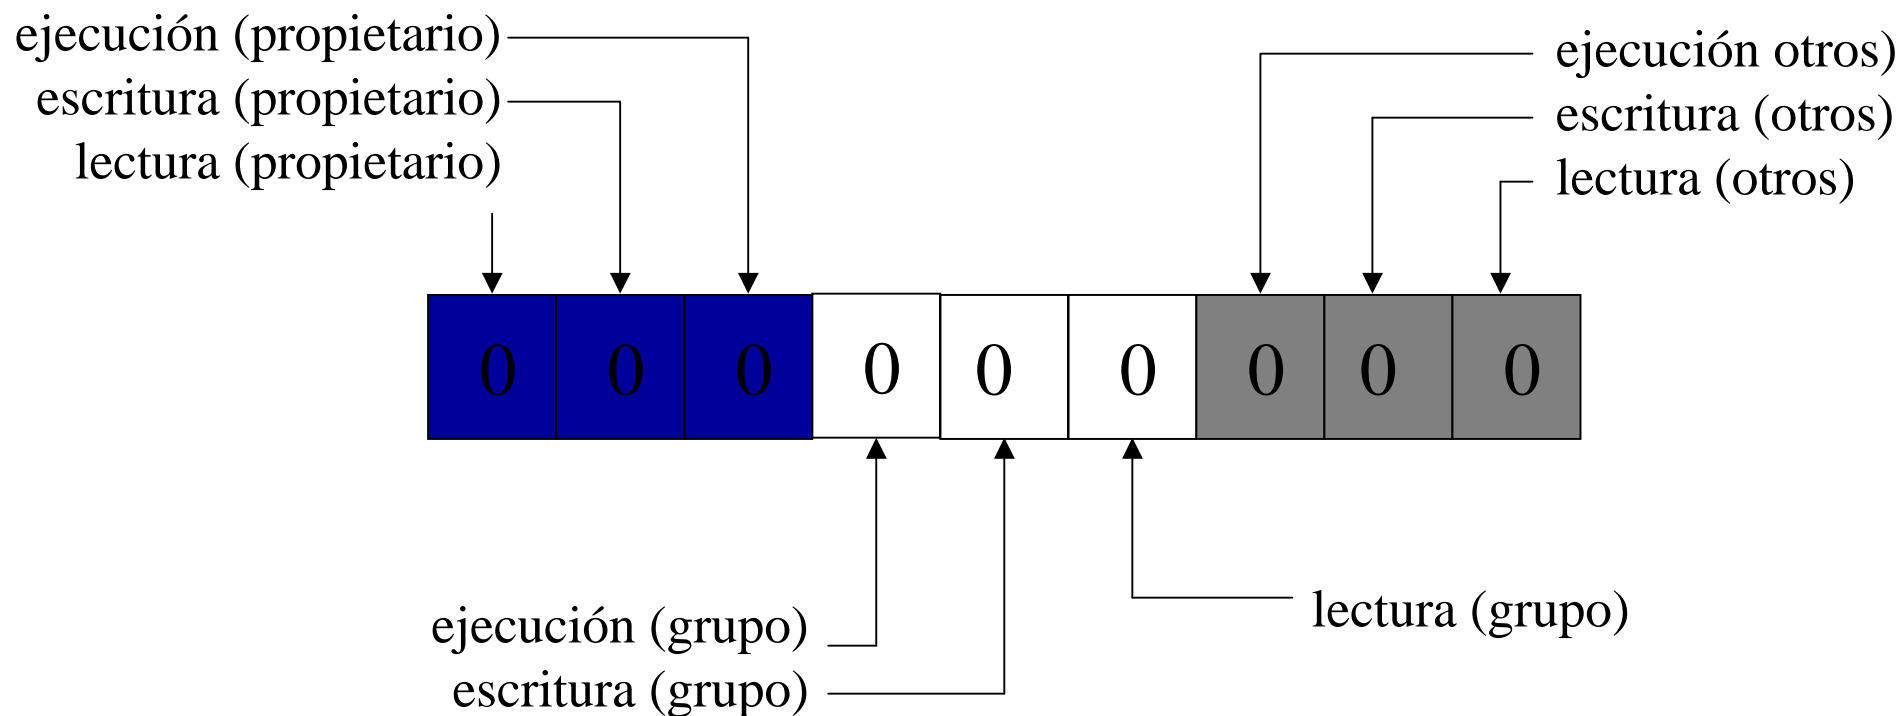 ejecución (propietario)
escritura (propietario)
lectura (propietario)
ejecución otros)
escritura (otros)
lectura (otros)
0 0 0 0 0 0 0 0 0
ejecución (grupo)
escritura (grupo)
lectura (grupo)